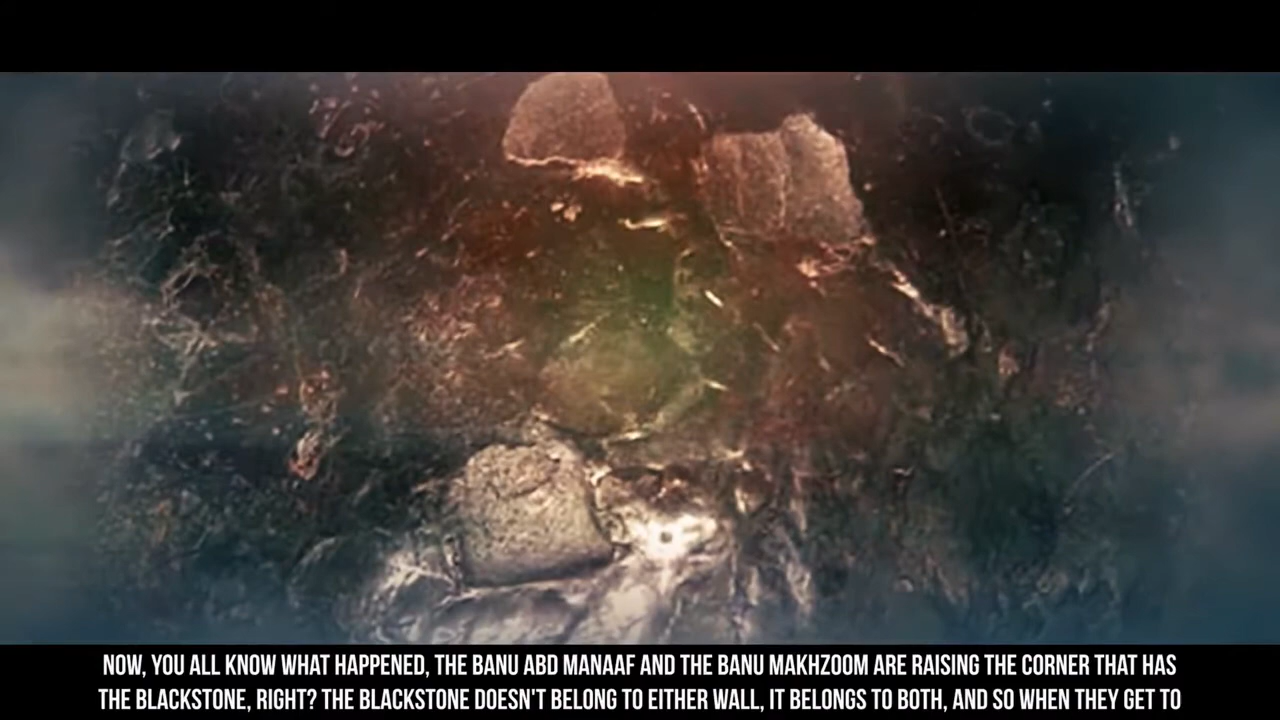 NOW, YOU ALL KNOW WHAT HAPPENED, THE BANU ABD MANAAF AND THE BANU MAKHZOOM ARE RAISING THE CORNER THAT HAS
THE BLACKSTONE, RIGHT? THE BLACKSTONE DOESN'T BELONG TO EITHER WALL, IT BELONGS TO BOTH, AND SO WHEN THEY GET TO